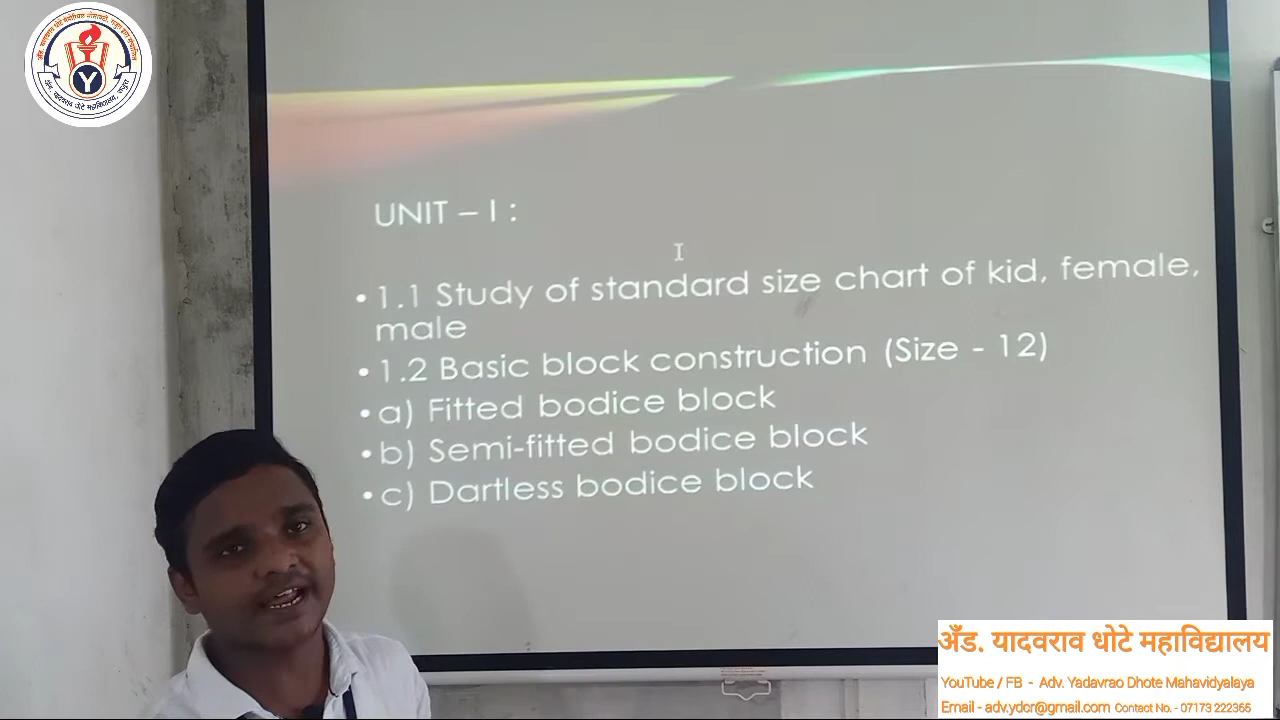 Y
UNIT – I :
• 1.1 Study of standard size chart of kid, female,
male
• 1.2 Basic block construction (Size - 12)
• a) Fitted bodice block
• b) Semi-fitted bodice block
• c) Dartless bodice block
अँड. यादवराव धोटे महाविद्यालय
YouTube / FB - Adv. Yadavrao Dhote Mahavidyalaya
Email - adv.ydcr@gmail.com Contact No. - 07173 222365